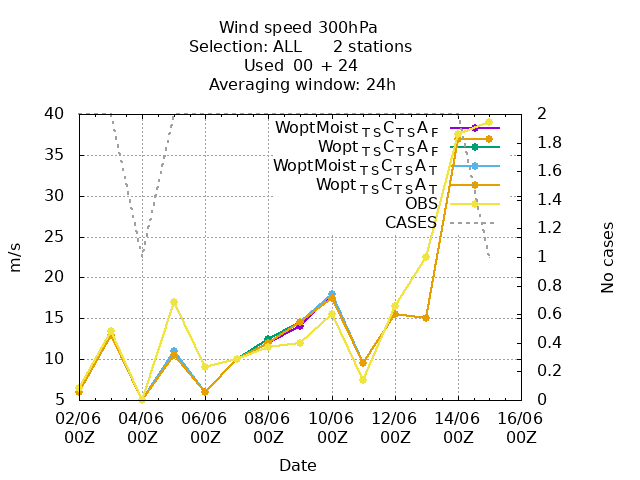 Wind speed 300hPa
Selection: ALL 2 stations
Used 00 + 24
Averaging window: 24h
40 2
WoptMoist TS C TS A F
1.8
35 Wopt TS C TS A F
WoptMoist TS C TS A T
1.6
30 Wopt TS C TS A T
1.4
OBS
25 CASES
1.2
1
20
0.8
15 0.6
10 0.4
0.2
5 0
m/s
No cases
02/06 04/06 06/06 08/06 10/06 12/06 14/06 16/06
00Z 00Z 00Z 00Z 00Z 00Z 00Z 00Z
Date